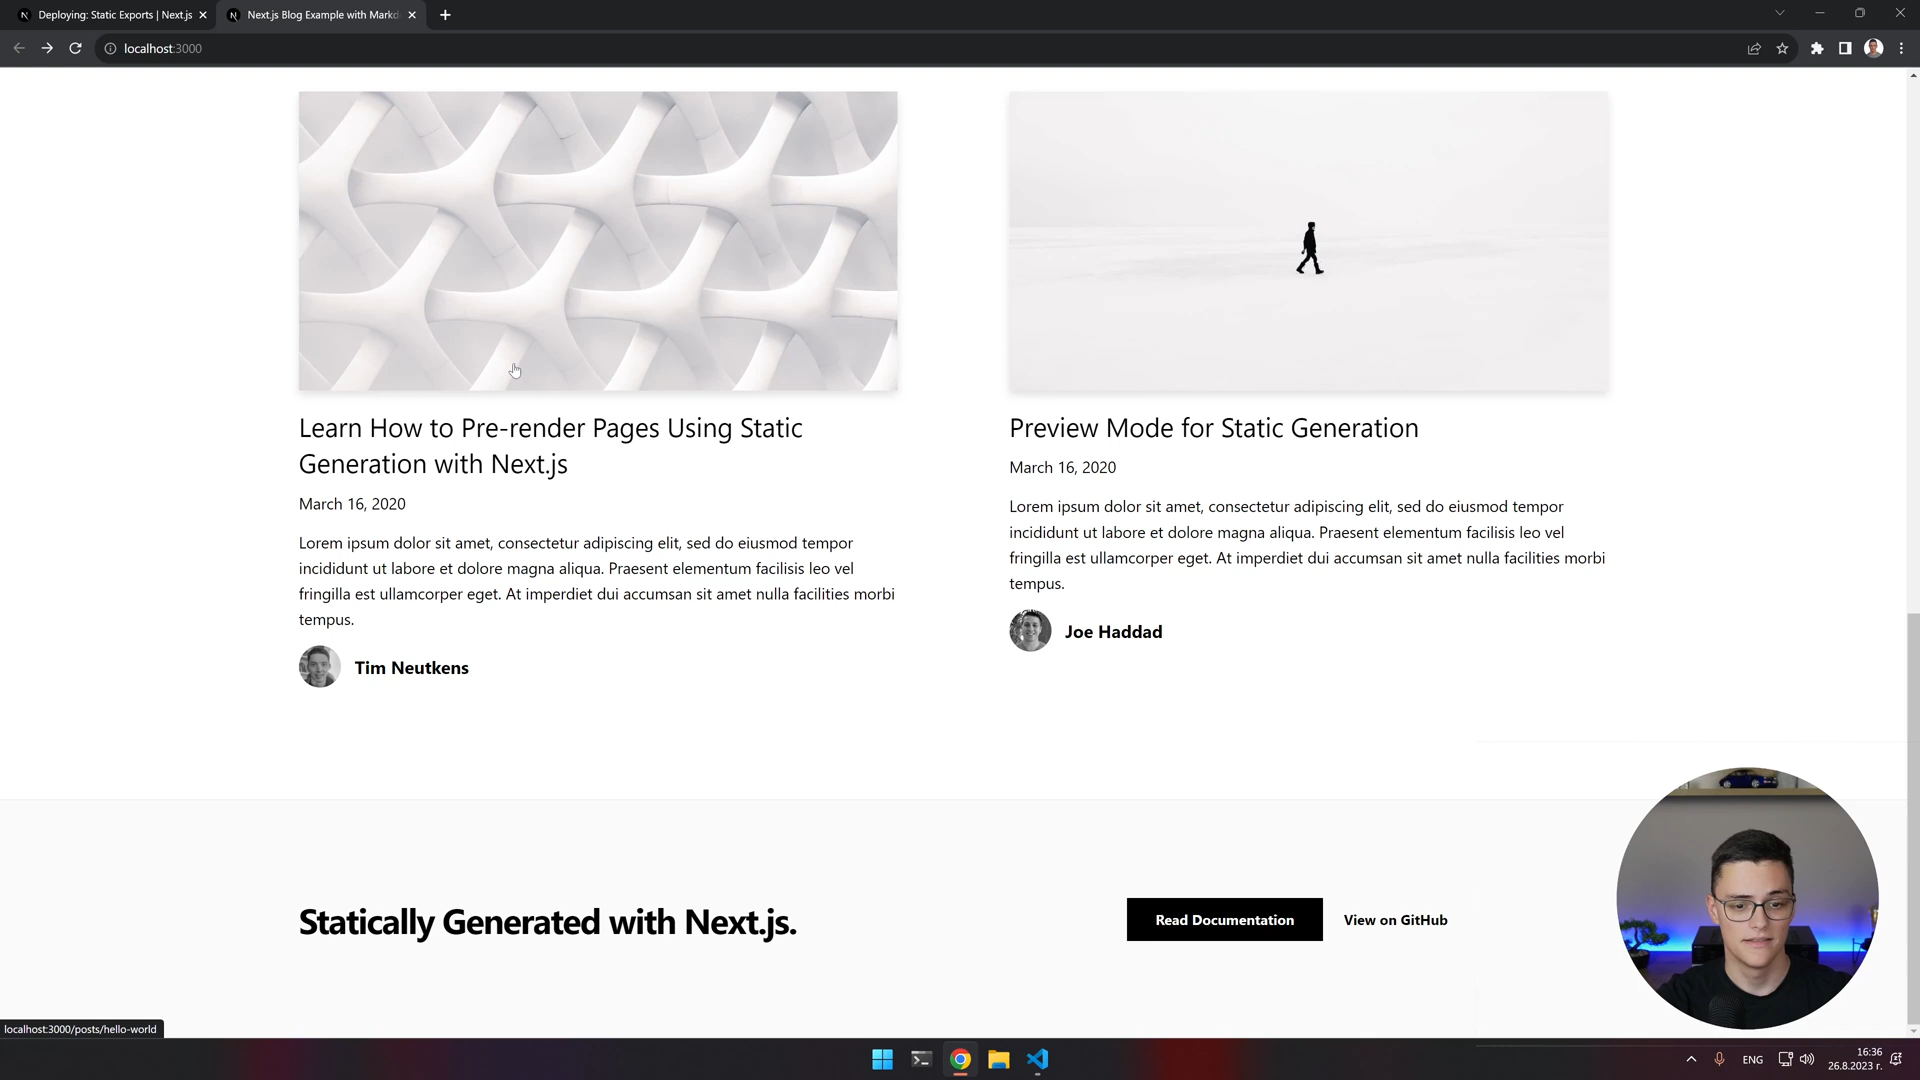 Deploying: Static Exports | Next.js
Next.js Blog Example with Markd
localhost:3000
Learn How to Pre-render Pages Using Static
Generation with Next.js
March 16, 2020
Lorem ipsum dolor sit amet, consectetur adipiscing elit, sed do eiusmod tempor
incididunt ut labore et dolore magna aliqua. Praesent elementum facilisis leo vel
fringilla est ullamcorper eget. At imperdiet dui accumsan sit amet nulla facilities morbi
tempus.
Tim Neutkens
Preview Mode for Static Generation
March 16, 2020
Lorem ipsum dolor sit amet, consectetur adipiscing elit, sed do eiusmod tempor
incididunt ut labore et dolore magna aliqua. Praesent elementum facilisis leo vel
fringilla est ullamcorper eget. At imperdiet dui accumsan sit amet nulla facilities morbi
tempus.
Joe Haddad
Statically Generated with Next.js.
Read Documentation
View on GitHub
localhost:3000/posts/hello-world
ENG
16:36
26.8.2023 г.